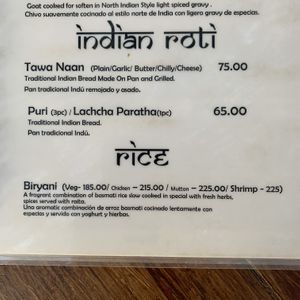 Goat cooked for soften in North Indian Style light spiced gravy .
Chivo suavemente cocinado al estilo norte de India con ligera gravy de especias.
indian roti
Tawa Naan (Plain/Garlic/ Butter/Chilly/Cheese) 75.00
Traditional Indian Bread Made On Pan and Grilled.
Pan tradicional Indú remojado y asado.
Puri (3pc) / Lachcha Paratha(1pc) 65.00
Traditional Indian Bread.
Pan tradicional Indú.
rice
Biryani (Veg- 185.00/ Chicken – 215.00 / Mutton – 225.00/ Shrimp - 225)
A fragrant combination of basmati rice slow cooked in special with fresh herbs,
spices served with raita.
Una aromatic combinación de arroz basmati cocinado lentamente con
especias y servido con yoghurt y hierbas.